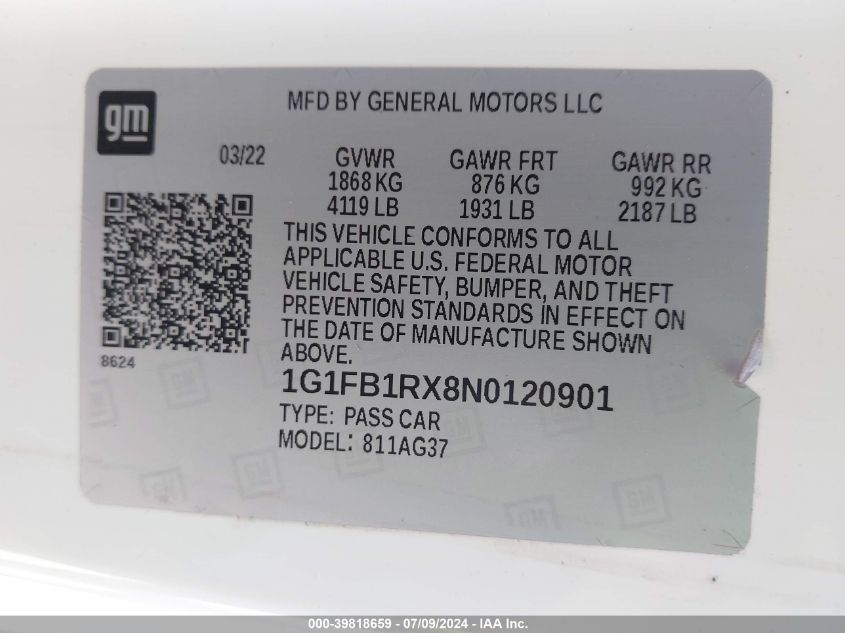 gm
MFD BY GENERAL MOTORS LLC
03/22 GVWR GAWR FRT GAWR RR
1868 KG 876 KG 992 KG
4119 LB 1931 LB 2187 LB
THIS VEHICLE CONFORMS TO ALL
APPLICABLE U.S. FEDERAL MOTOR
VEHICLE SAFETY, BUMPER, AND THEFT
PREVENTION STANDARDS IN EFFECT ON
THE DATE OF MANUFACTURE SHOWN
ABOVE.
8624
1G1FB1RX8N0120901
TYPE: PASS CAR
MODEL: 811AG37
000-39818659 - 07/09/2024 - IAAI Inc.